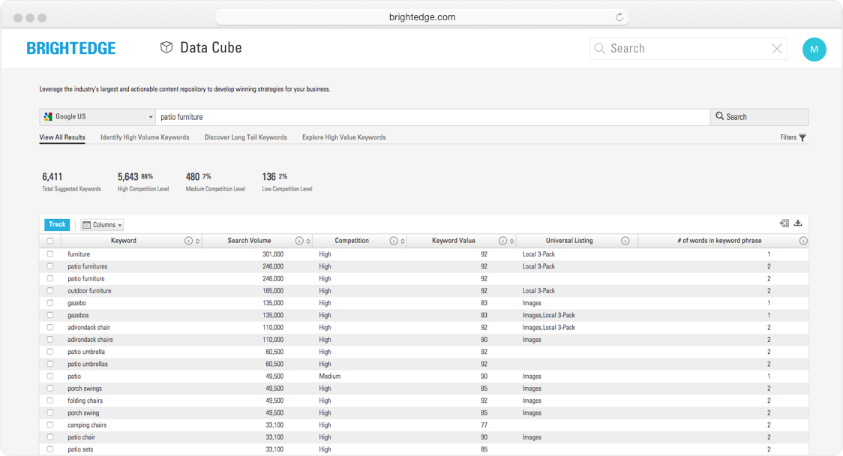 brightedge.com
BRIGHTEDGE Data Cube Search M
Leverage the industry's largest and actionable content repository to develop winning strategies for your business.
Google US patio furniture Search
View All Results Identify High Volume Keywords Discover Long Tail Keywords Explore High Value Keywords Filters
6,411 5,643 88% 480 7% 136 2%
Total Suggested Keywords High Competition Level Medium Competition Level Low Competition Level
Track Columns
Keyword Search Volume Competition Keyword Value Universal Listing # of words in keyword phrase
furniture 301,000 High 92 Local 3-Pack 1
patio furnitures 246,000 High 92 Local 3-Pack 2
patio furniture 246,000 High 92 2
outdoor furniture 165,000 High 92 Local 3-Pack 2
gazebo 135,000 High 83 Images 1
gazebos 135,000 High 83 Images,Local 3-Pack 1
adirondack chair 110,000 High 92 Images,Local 3-Pack 2
adirondack chairs 110,000 High 90 Images 2
patio umbrella 60,500 High 92 2
patio umbrellas 60,500 High 92 2
patio 49,500 Medium 90 Images 1
porch swings 49,500 High 85 Images 2
folding chairs 49,500 High 92 Images 2
porch swing 49,500 High 85 Images 2
camping chairs 33,100 High 77 2
patio chair 33,100 High 90 Images 2
patio sets 33,100 High 85 2